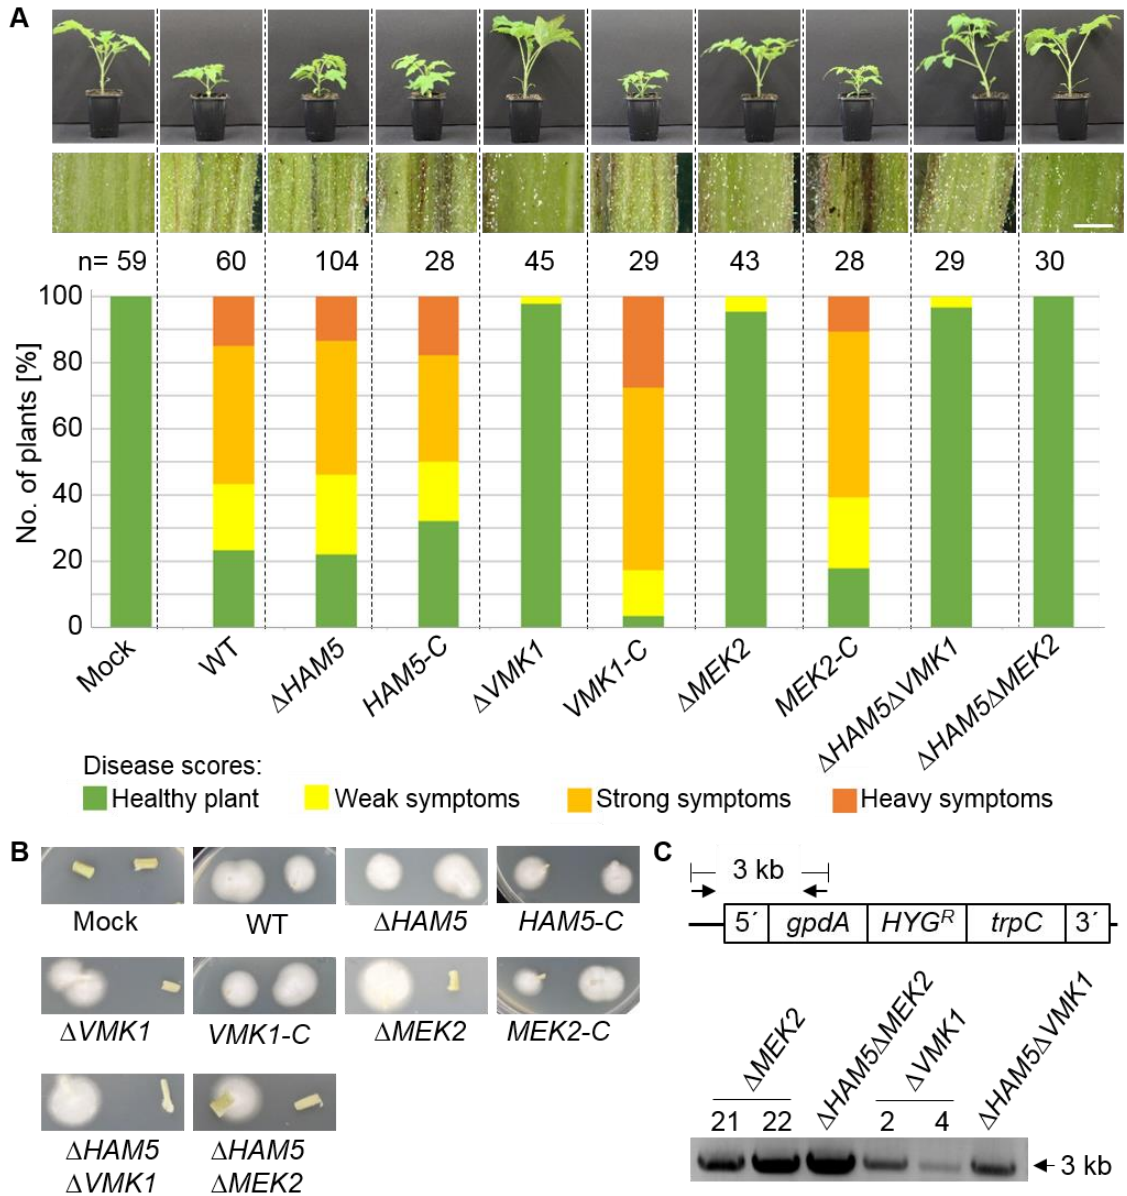 A
n= 59 60 104 28 45 29 43 28 29 30
No. of plants [%]
100
80
60
40
20
0
Mock WT ΔHAM5 HAM5-C ΔVMK1 VMK1-C ΔMEK2 MEK2-C ΔHAM5ΔVMK1 ΔHAM5ΔMEK2
Disease scores:
Healthy plant Weak symptoms Strong symptoms Heavy symptoms
B
Mock WT ΔHAM5 HAM5-C
ΔVMK1 VMK1-C ΔMEK2 MEK2-C
ΔHAM5
ΔVMK1
ΔHAM5
ΔMEK2
C
3 kb
5´ gpdA HYG^R trpC 3´
ΔMEK2 ΔHAM5ΔMEK2 ΔVMK1 ΔHAM5ΔVMK1
21 22 2 4
3 kb